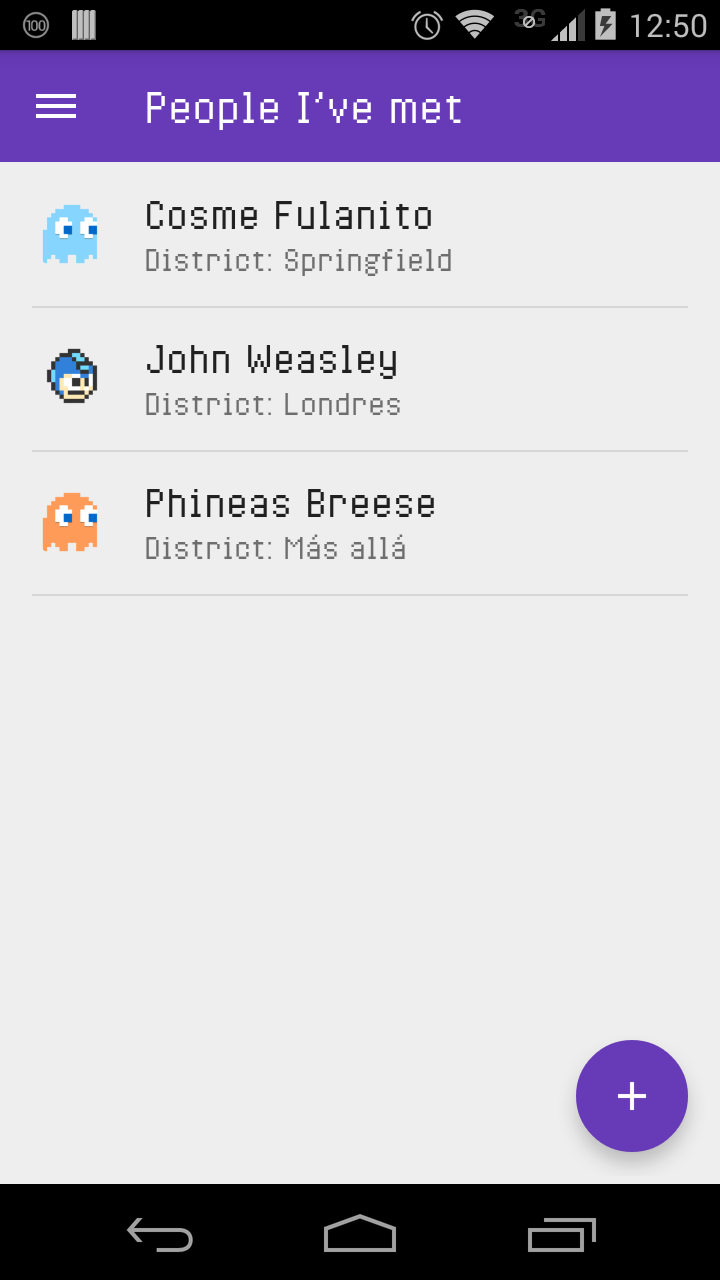 100
3G
12:50
People I've met
Cosme Fulanito
District: Springfield
John Weasley
District: Londres
Phineas Breese
District: Más allá